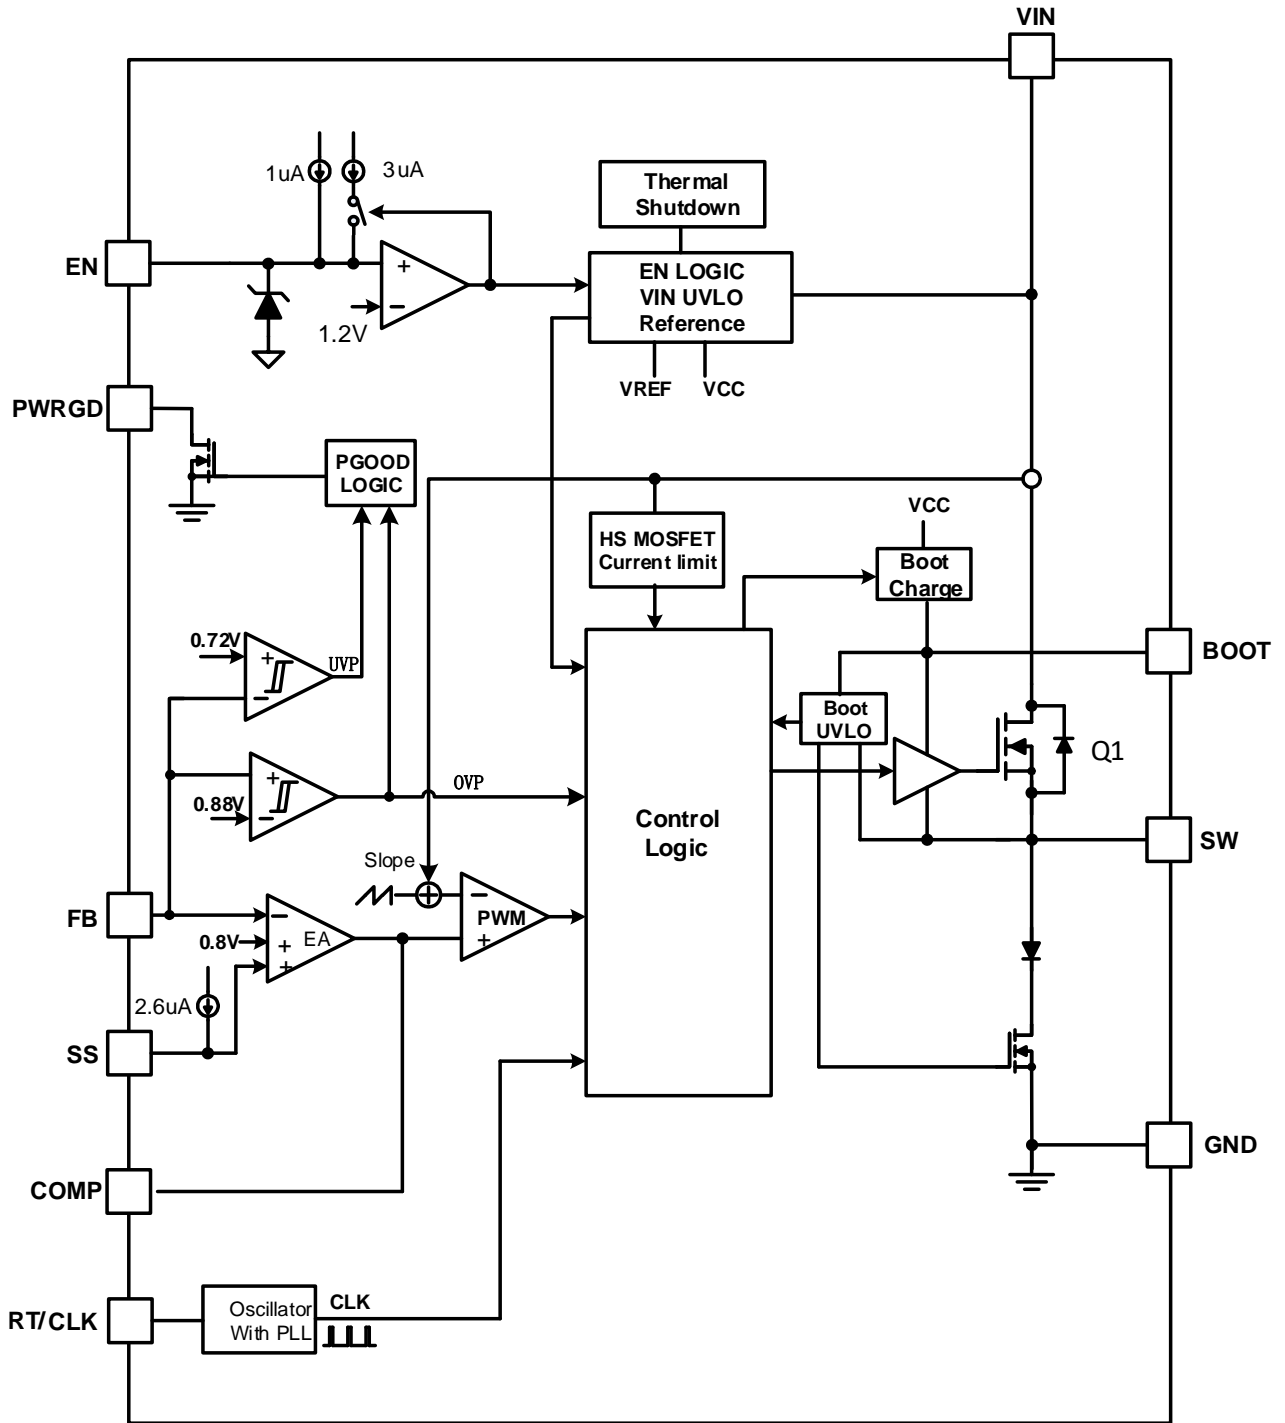 VIN
1uA
3uA
Thermal
Shutdown
EN
EN LOGIC
VIN UVLO
Reference
+
−
1.2V
VREF
VCC
PWRGD
PGOOD
LOGIC
VCC
HS MOSFET
Current limit
Boot
Charge
0.72V
+
−
UVP
BOOT
Boot
UVLO
Q1
+
−
0.88V
OVP
Control
Logic
SW
Slope
FB
−
0.8V
+
+
EA
−
PWM
+
2.6uA
SS
GND
COMP
RT/CLK
Oscillator
With PLL
CLK